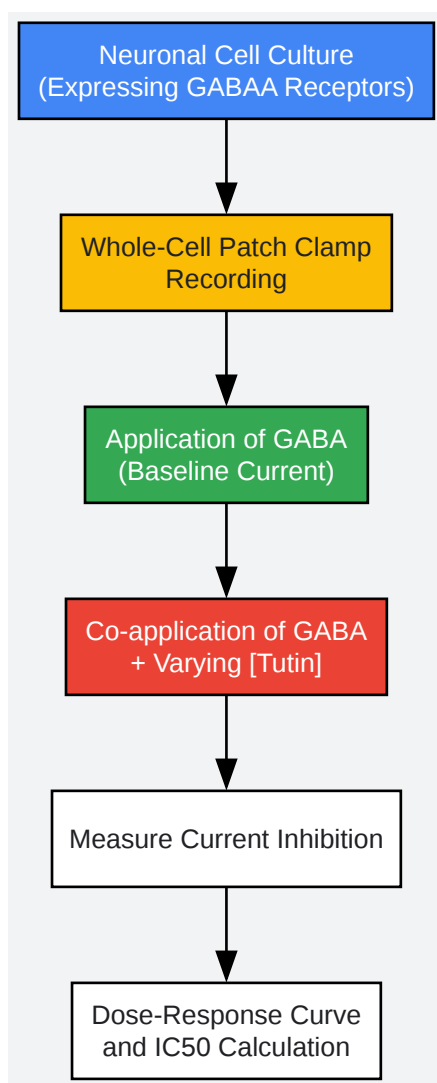 Neuronal Cell Culture
(Expressing GABAA Receptors)
Whole-Cell Patch Clamp
Recording
Application of GABA
(Baseline Current)
Co-application of GABA
+ Varying [Tutin]
Measure Current Inhibition
Dose-Response Curve
and IC50 Calculation